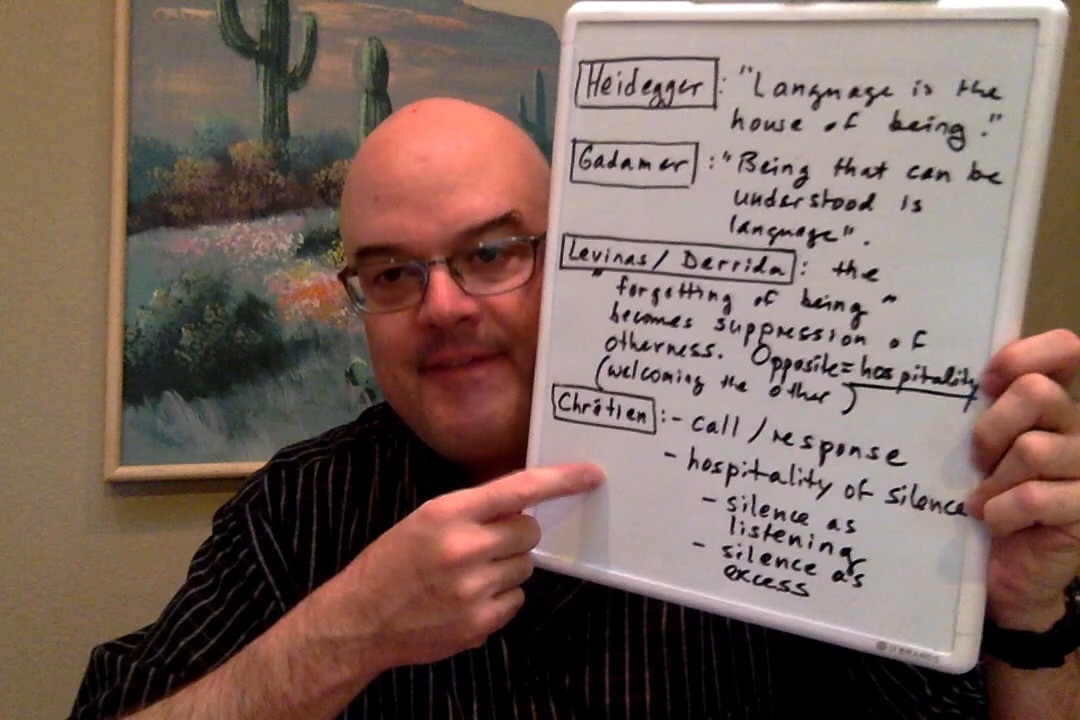 Heidegger: "Language is the
house of being."
Gadamer: "Being that can be
understood is
language".
Levinas/Derrida: the
"forgetting of being"
becomes suppression of
otherness. Opposite = hospitality
(welcoming the other)
Chrétien: - call/response
- hospitality of silence
- silence as
listening
- silence as
excess
U BRANDS